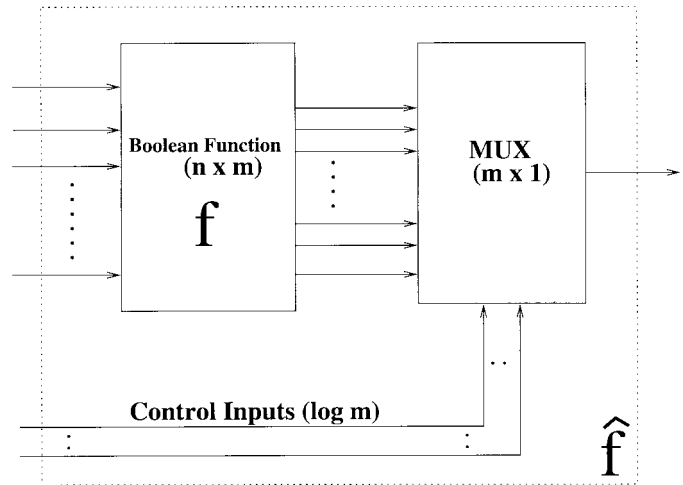 Boolean Function
(n x m)
f
MUX
(m x 1)
Control Inputs (log m)
f̂